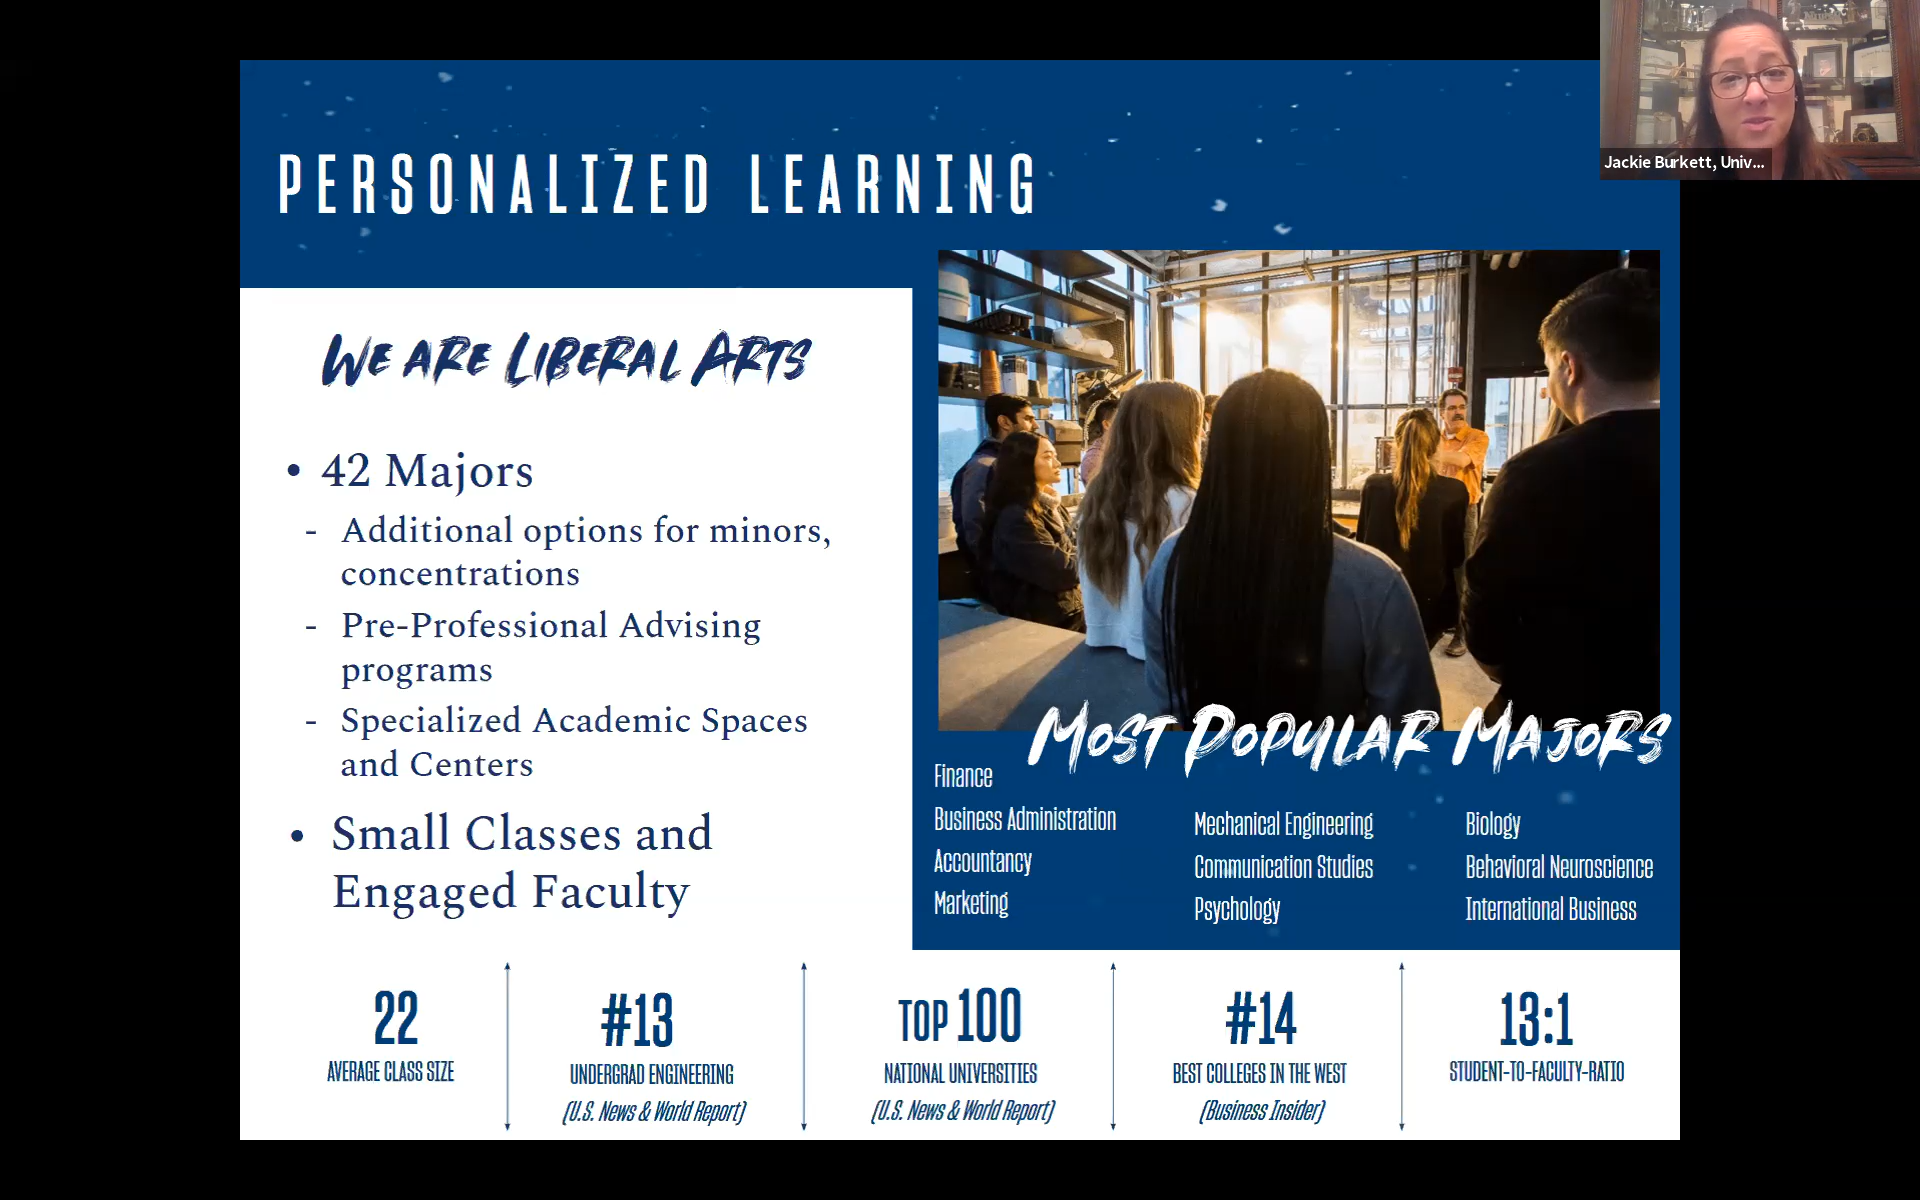 Jackie Burkett, Univ...
PERSONALIZED LEARNING
WE ARE LIBERAL ARTS
• 42 Majors
- Additional options for minors,
concentrations
- Pre-Professional Advising
programs
- Specialized Academic Spaces
and Centers
• Small Classes and
Engaged Faculty
MOST POPULAR MAJORS
Finance
Business Administration
Accountancy
Marketing
Mechanical Engineering
Communication Studies
Psychology
Biology
Behavioral Neuroscience
International Business
22
AVERAGE CLASS SIZE
#13
UNDERGRAD ENGINEERING
(U.S. News & World Report)
TOP 100
NATIONAL UNIVERSITIES
(U.S. News & World Report)
#14
BEST COLLEGES IN THE WEST
(Business Insider)
13:1
STUDENT-TO-FACULTY-RATIO